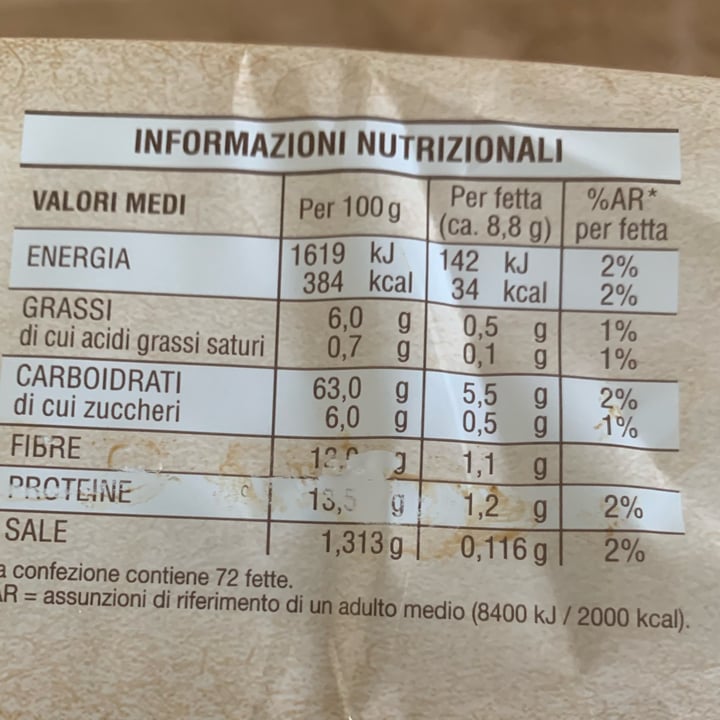 INFORMAZIONI NUTRIZIONALI
VALORI MEDI Per 100 g Per fetta (ca. 8,8 g) %AR* per fetta
ENERGIA 1619 kJ 142 kJ 2%
384 kcal 34 kcal 2%
GRASSI 6,0 g 0,5 g 1%
di cui acidi grassi saturi 0,7 g 0,1 g 1%
CARBOIDRATI 63,0 g 5,5 g 2%
di cui zuccheri 6,0 g 0,5 g 1%
FIBRE g 1,1 g
PROTEINE 13,5 g 1,2 g 2%
SALE 1,313 g 0,116 g 2%
a confezione contiene 72 fette.
AR = assunzioni di riferimento di un adulto medio (8400 kJ / 2000 kcal).